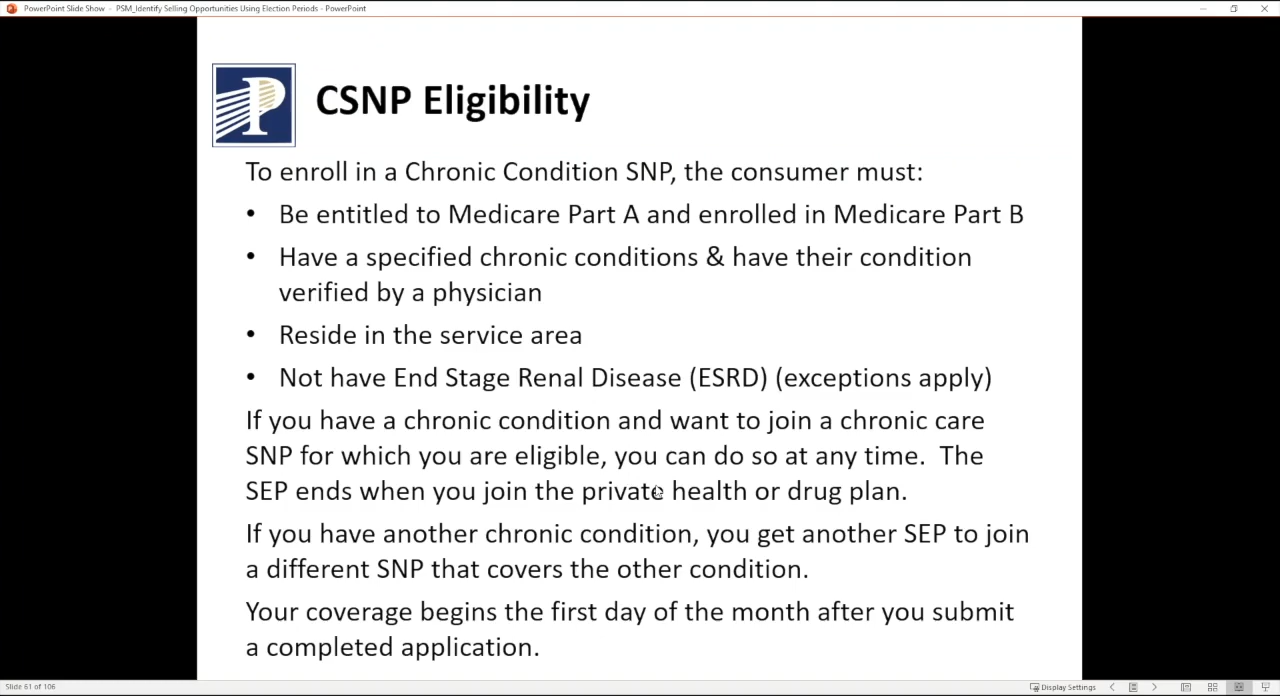 PowerPoint Slide Show - PSM_Identify Selling Opportunities Using Election Periods - PowerPoint
P
CSNP Eligibility
To enroll in a Chronic Condition SNP, the consumer must:
• Be entitled to Medicare Part A and enrolled in Medicare Part B
• Have a specified chronic conditions & have their condition
verified by a physician
• Reside in the service area
• Not have End Stage Renal Disease (ESRD) (exceptions apply)
If you have a chronic condition and want to join a chronic care
SNP for which you are eligible, you can do so at any time. The
SEP ends when you join the private health or drug plan.
If you have another chronic condition, you get another SEP to join
a different SNP that covers the other condition.
Your coverage begins the first day of the month after you submit
a completed application.
Slide 61 of 106
Display Settings